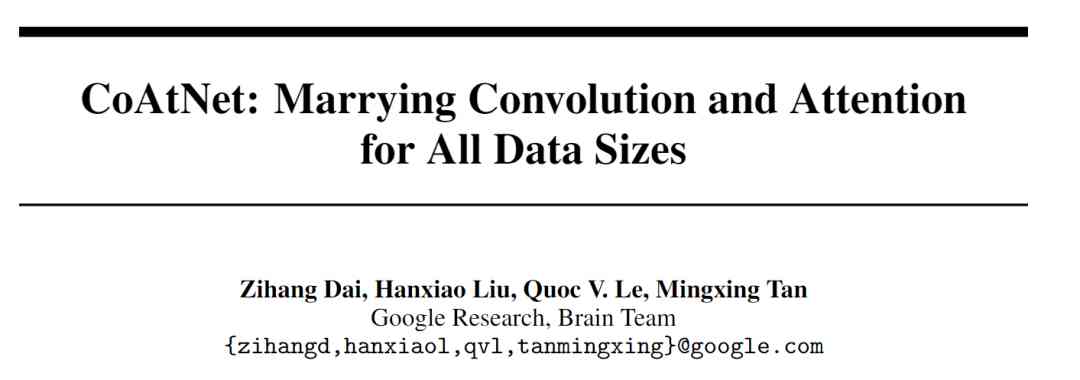 CoAtNet: Marrying Convolution and Attention
for All Data Sizes
Zihang Dai, Hanxiao Liu, Quoc V. Le, Mingxing Tan
Google Research, Brain Team
{zihangd,hanxiaol,qvl,tanmingxing}@google.com